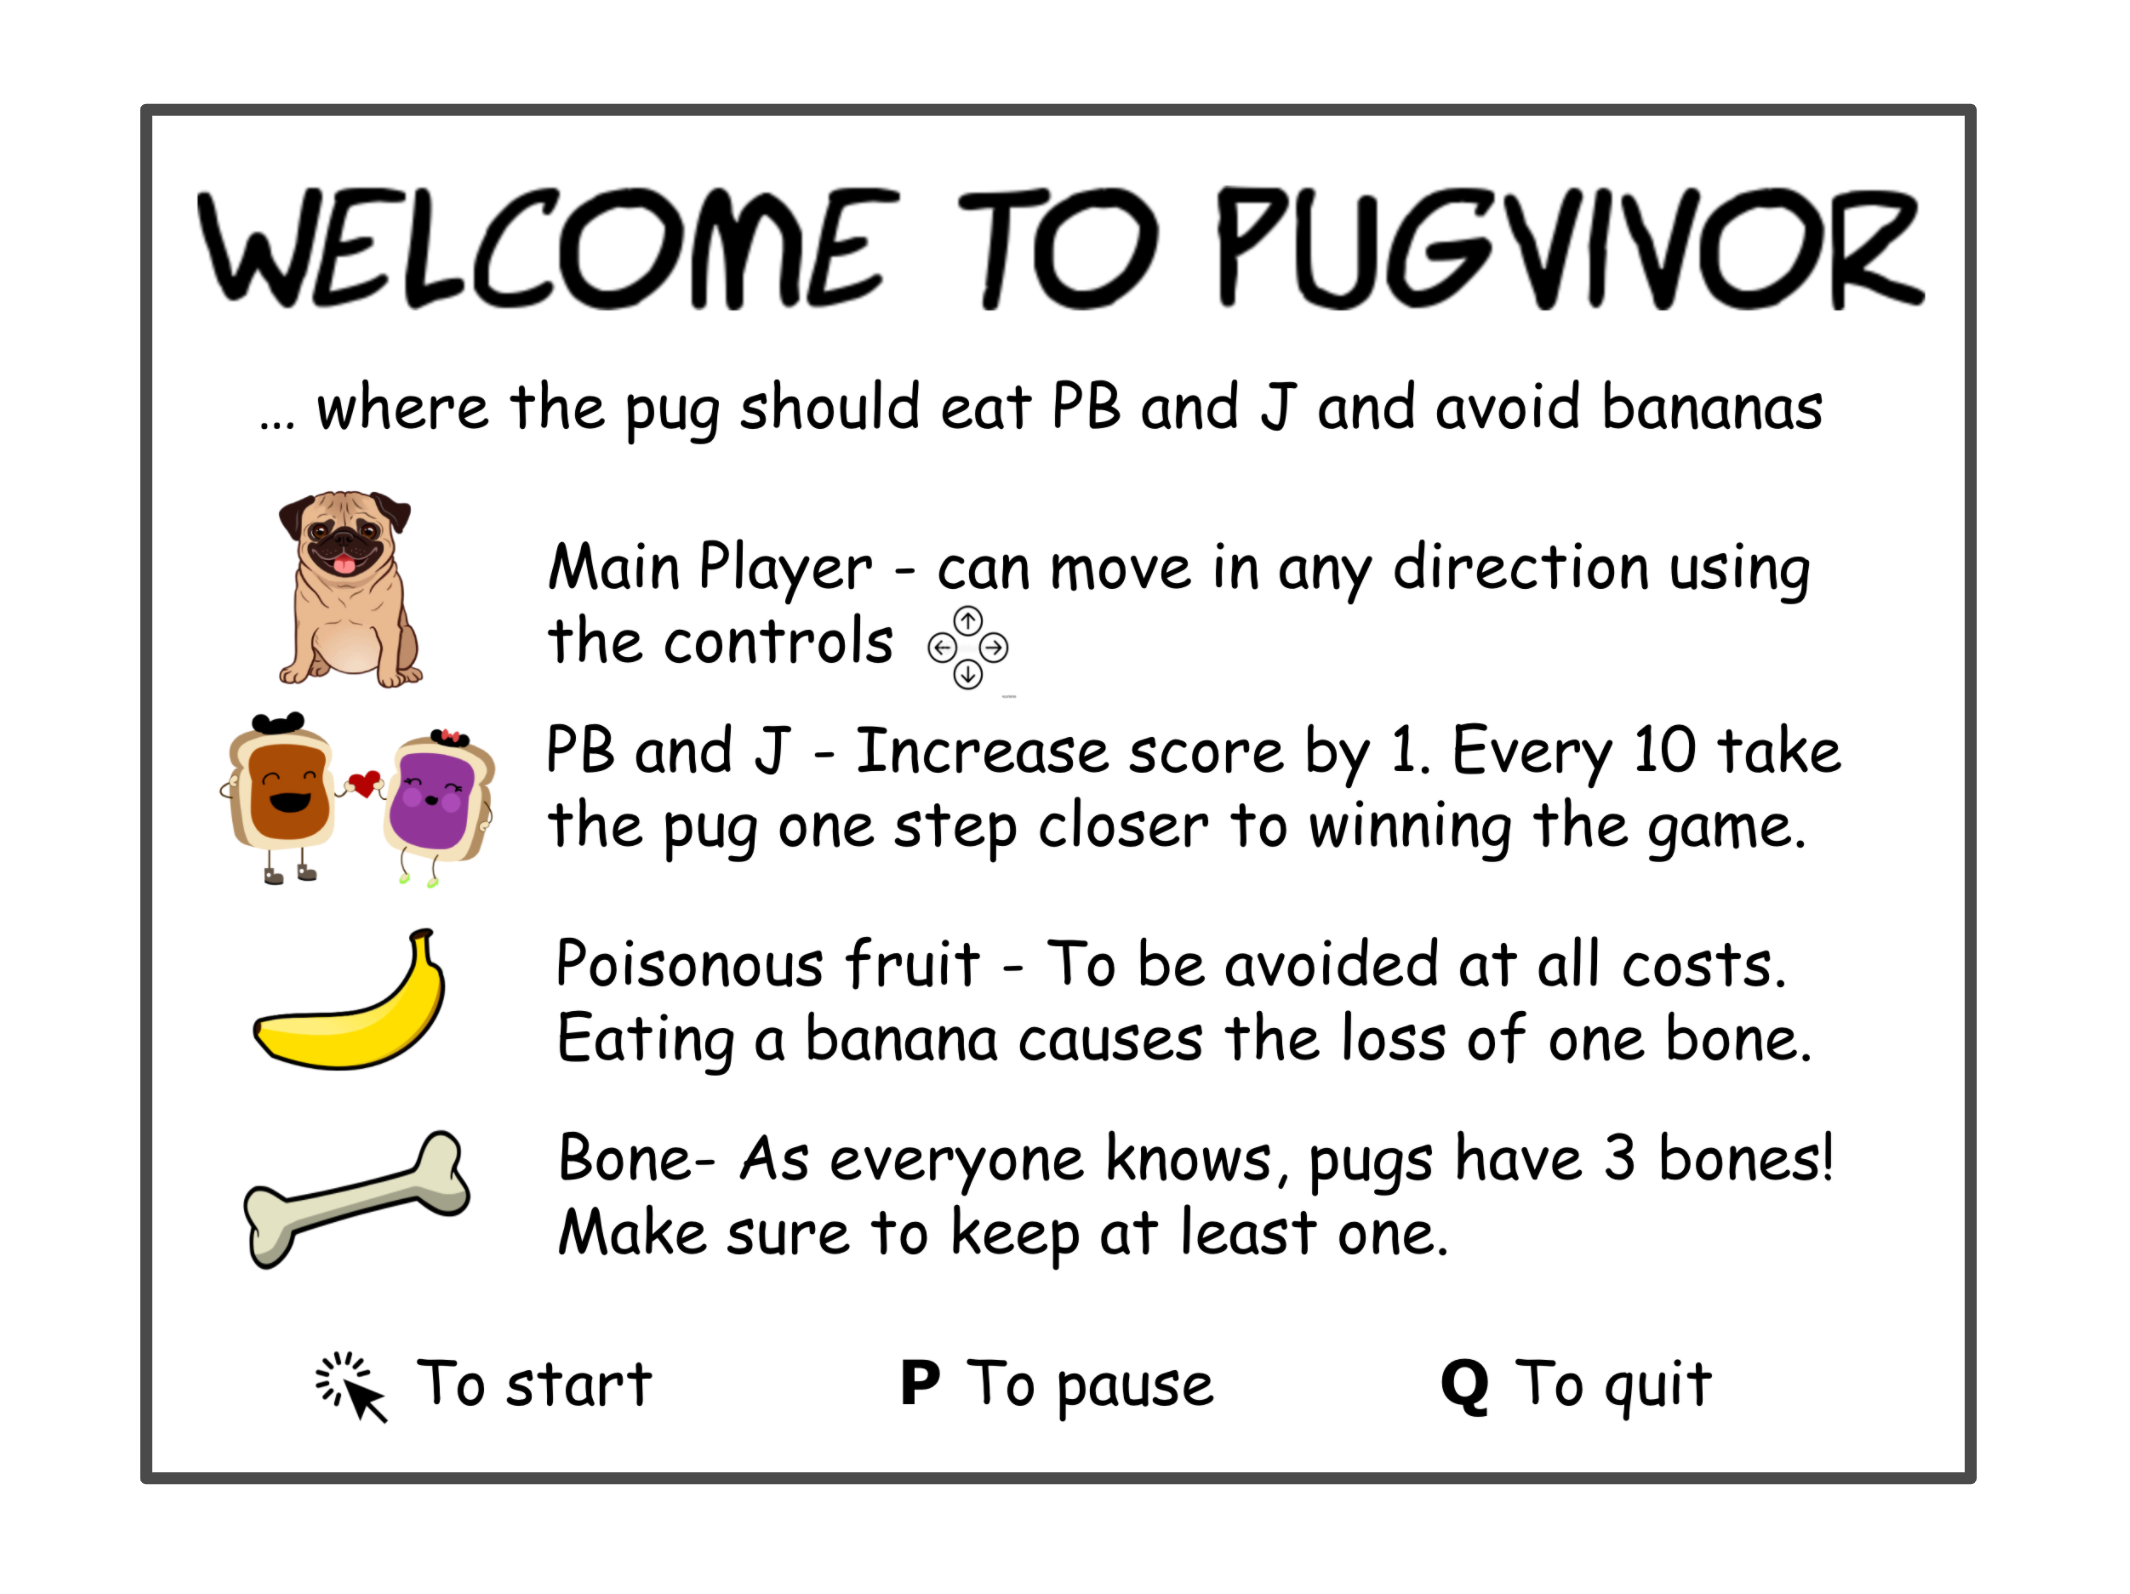 WELCOME TO PUGVIVOR
... where the pug should eat PB and J and avoid bananas
Main Player - can move in any direction using
the controls
PB and J - Increase score by 1. Every 10 take
the pug one step closer to winning the game.
Poisonous fruit - To be avoided at all costs.
Eating a banana causes the loss of one bone.
Bone- As everyone knows, pugs have 3 bones!
Make sure to keep at least one.
To start
P To pause
Q To quit